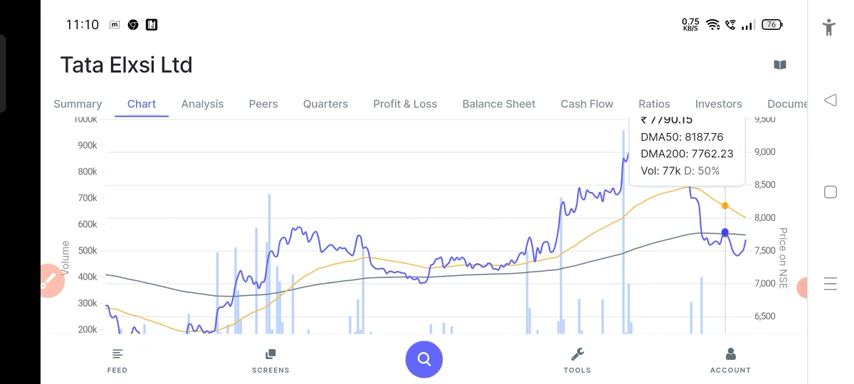 11:10 0.75 KB/S 76
Tata Elxsi Ltd
Summary Chart Analysis Peers Quarters Profit & Loss Balance Sheet Cash Flow Ratios Investors Docume
₹ 7790.15
DMA50: 8187.76
DMA200: 7762.23
Vol: 77k D: 50%
1000k 9,500
900k 9,000
800k
700k 8,500
600k 8,000
500k 7,500
400k
300k 7,000
200k 6,500
Volume
Price on NSE
FEED SCREENS TOOLS ACCOUNT